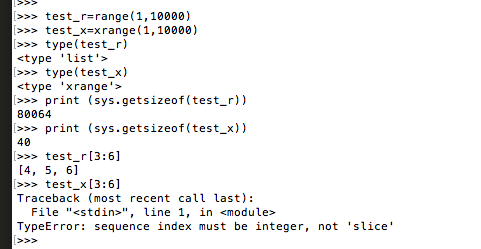 >>>
[>>> test_r=range(1,10000)
[>>> test_x=xrange(1,10000)
[>>> type(test_r)
<type 'list'>
[>>> type(test_x)
<type 'xrange'>
[>>> print (sys.getsizeof(test_r))
80064
[>>> print (sys.getsizeof(test_x))
40
[>>> test_r[3:6]
[4, 5, 6]
[>>> test_x[3:6]
Traceback (most recent call last):
  File "<stdin>", line 1, in <module>
TypeError: sequence index must be integer, not 'slice'
[>>>